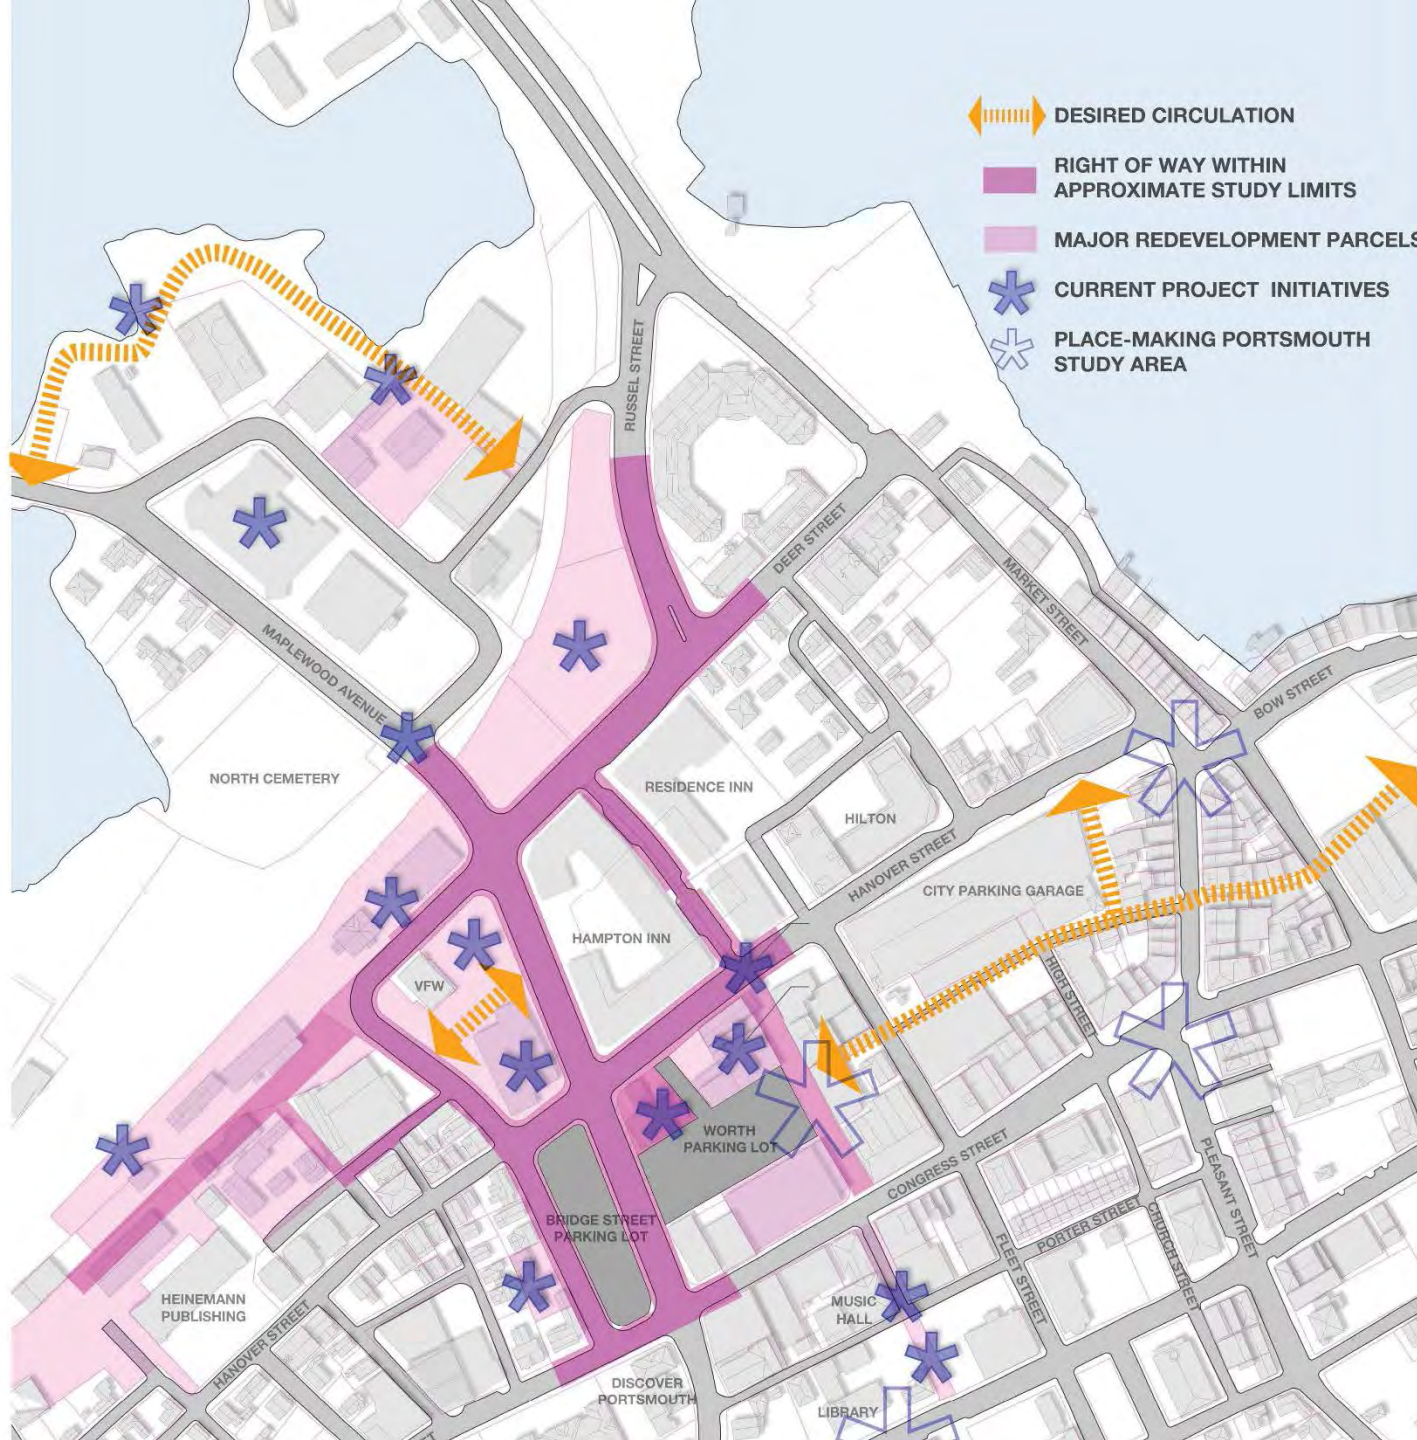 DESIRED CIRCULATION
RIGHT OF WAY WITHIN
APPROXIMATE STUDY LIMITS
MAJOR REDEVELOPMENT PARCELS
CURRENT PROJECT INITIATIVES
PLACE-MAKING PORTSMOUTH
STUDY AREA
RUSSEL STREET
DEER STREET
MARKET STREET
MAPLEWOOD AVENUE
BOW STREET
NORTH CEMETERY
RESIDENCE INN
HILTON
HANOVER STREET
CITY PARKING GARAGE
HAMPTON INN
VFW
HIGH STREET
WORTH
PARKING LOT
CONGRESS STREET
PLEASANT STREET
BRIDGE STREET
PARKING LOT
PORTER STREET
CHURCH STREET
FLEET STREET
HEINEMANN
PUBLISHING
HANOVER STREET
MUSIC
HALL
DISCOVER
PORTSMOUTH
LIBRARY